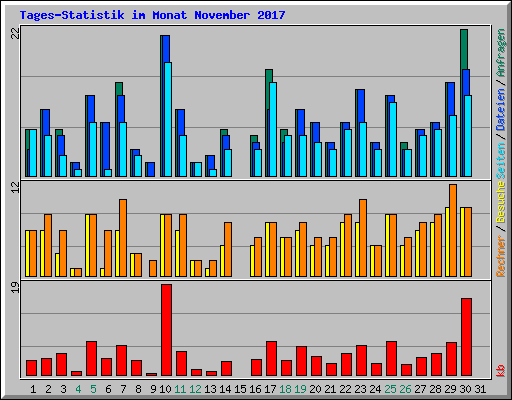 Tages-Statistik im Monat November 2017
22
12
19
Rechner / Besuche Seiten / Dateien / Anfragen
kb
1 2 3 4 5 6 7 8 9 10 11 12 13 14 15 16 17 18 19 20 21 22 23 24 25 26 27 28 29 30 31